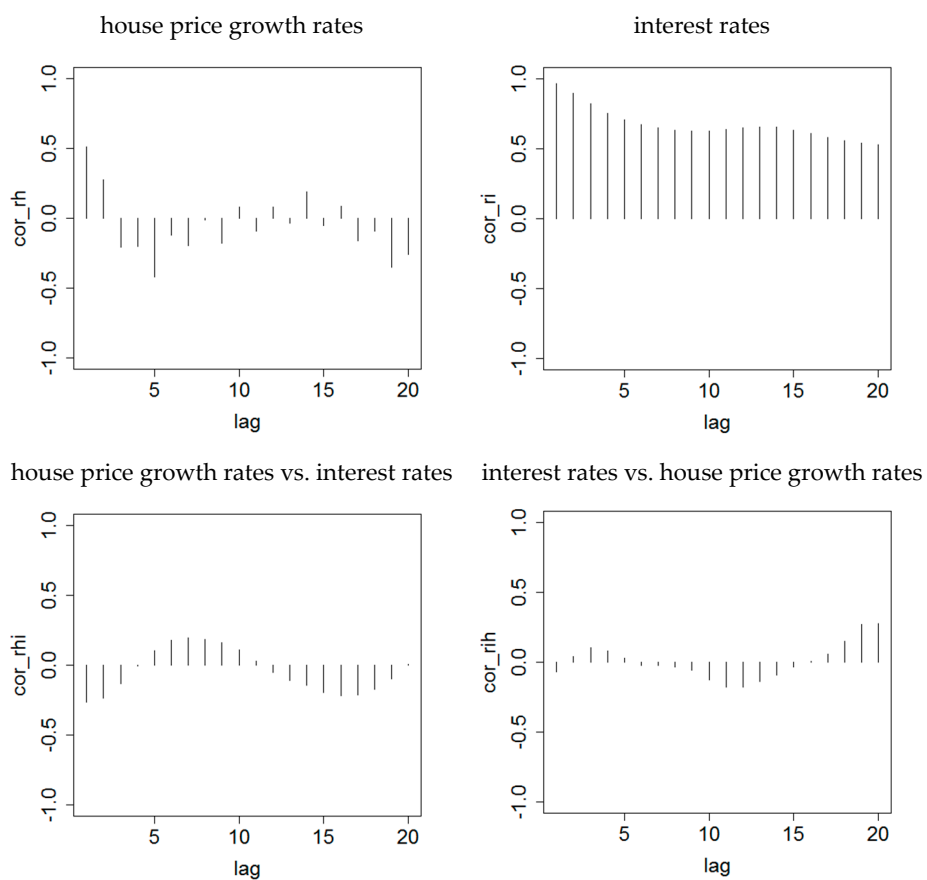 house price growth rates
interest rates
cor_rh
1.0
0.5
0.0
-0.5
-1.0
5 10 15 20
lag
cor_ri
1.0
0.5
0.0
-0.5
-1.0
5 10 15 20
lag
house price growth rates vs. interest rates
interest rates vs. house price growth rates
cor_rhi
1.0
0.5
0.0
-0.5
-1.0
5 10 15 20
lag
cor_rih
1.0
0.5
0.0
-0.5
-1.0
5 10 15 20
lag